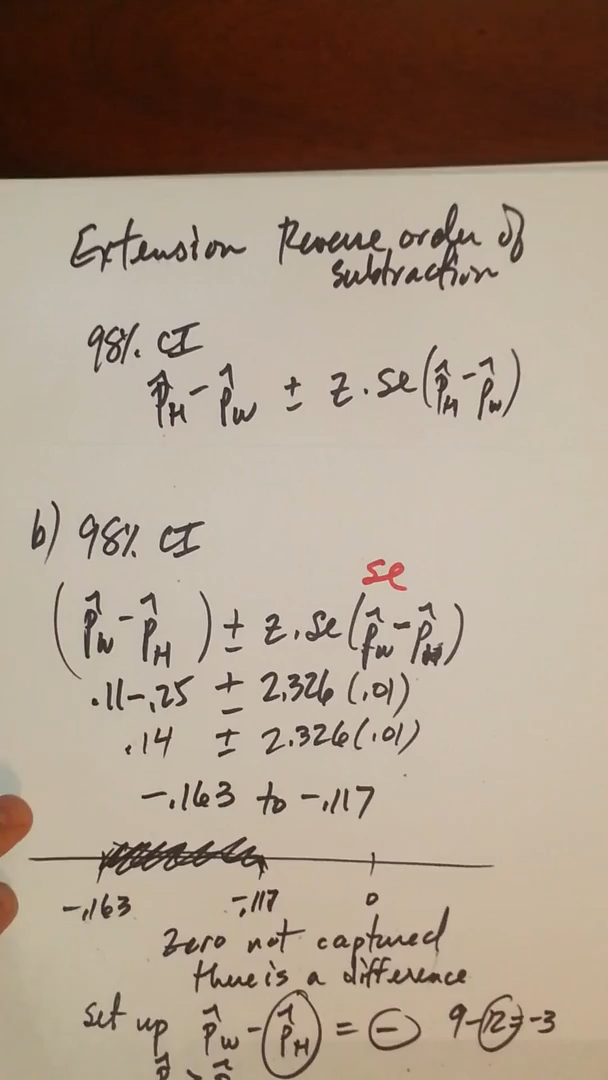 Extension Reverse order of
subtraction
98% CI
p̂H - p̂W ± z · se(p̂H - p̂W)
b) 98% CI
se
(p̂W - p̂H) ± z · se(p̂W - p̂H)
.11 - .25 ± 2.326 (.01)
.14 ± 2.326 (.01)
-.163 to -.117
-.163 -.117 0
Zero not captured
there is a difference
set up p̂W - p̂H = - 9 - 12 = -3